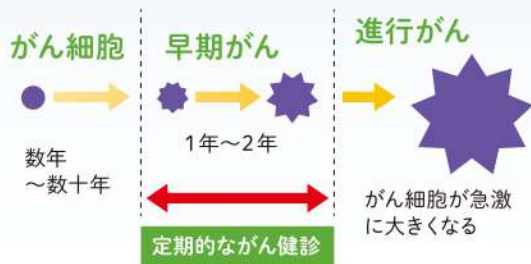 がん細胞
早期がん
進行がん
数年
～数十年
1年～2年
がん細胞が急激
に大きくなる
定期的ながん健診